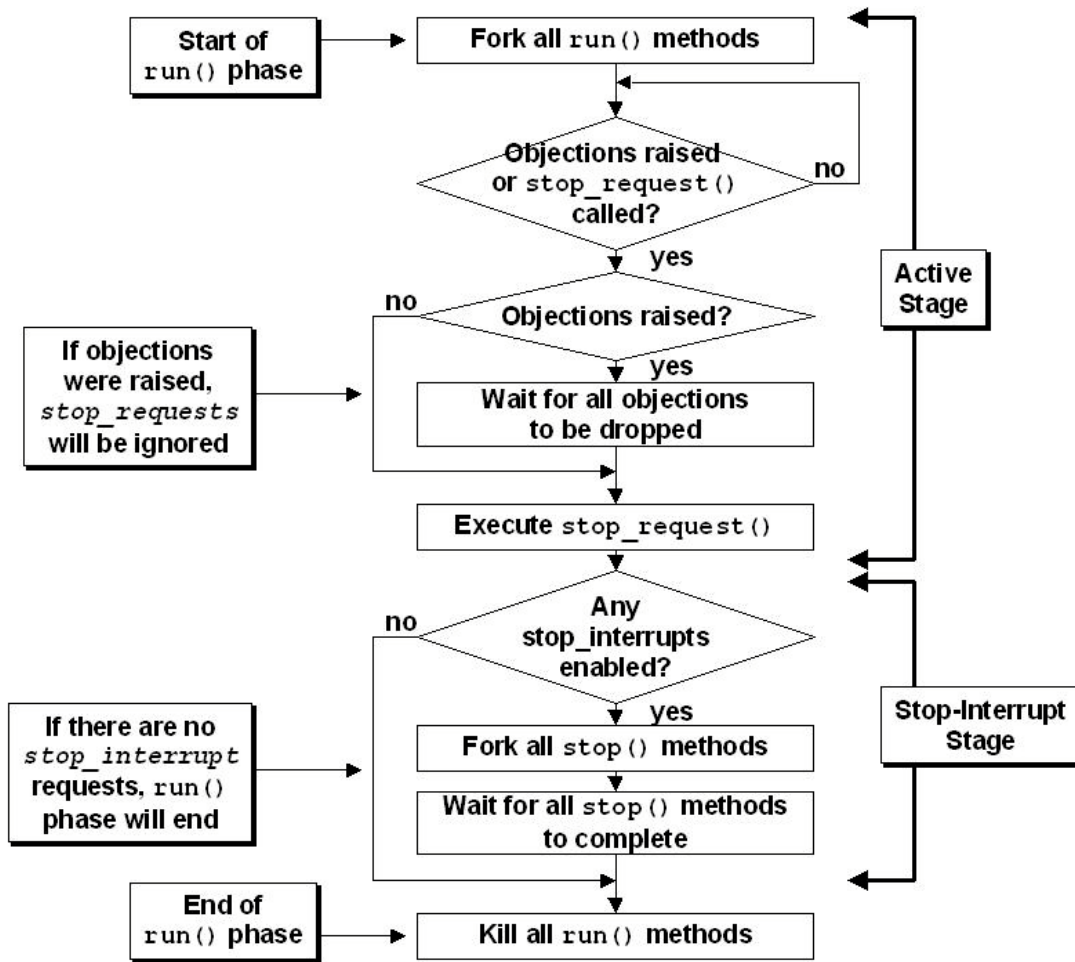 Start of
run() phase
Fork all run() methods
Objections raised
or stop_request()
called?
no
yes
Active
Stage
no
Objections raised?
yes
If objections
were raised,
stop_requests
will be ignored
Wait for all objections
to be dropped
Execute stop_request()
no
Any
stop_interrupts
enabled?
yes
Stop-Interrupt
Stage
If there are no
stop_interrupt
requests, run()
phase will end
Fork all stop() methods
Wait for all stop() methods
to complete
End of
run() phase
Kill all run() methods